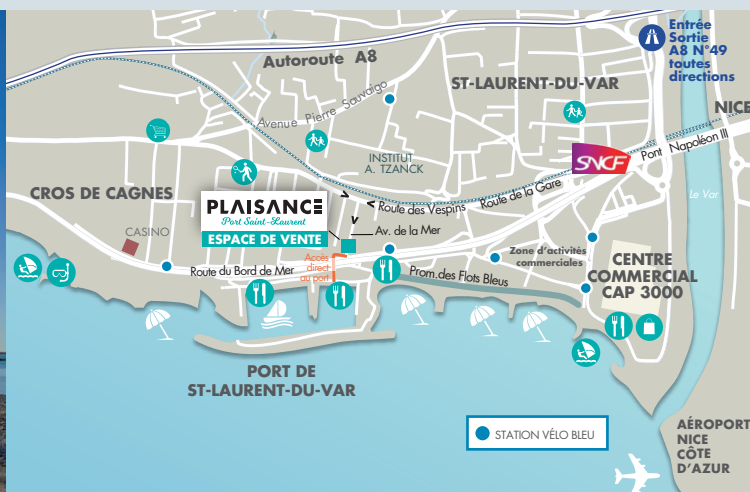 Entrée
Sortie
A8 N°49
toutes
directions
Autoroute A8
ST-LAURENT-DU-VAR
Avenue Pierre Sauvaigo
NICE
INSTITUT
A. TZANCK
SNCF
Pont Napoléon III
CROS DE CAGNES
PLAISANCE
Port Saint-Laurent
ESPACE DE VENTE
Route des Vespins
Route de la Gare
Le Var
CASINO
Av. de la Mer
Accès
direct
au port
Route du Bord de Mer
Prom.des Flots Bleus
Zone d'activités
commerciales
CENTRE
COMMERCIAL
CAP 3000
PORT DE
ST-LAURENT-DU-VAR
STATION VÉLO BLEU
AÉROPORT
NICE
CÔTE
D'AZUR